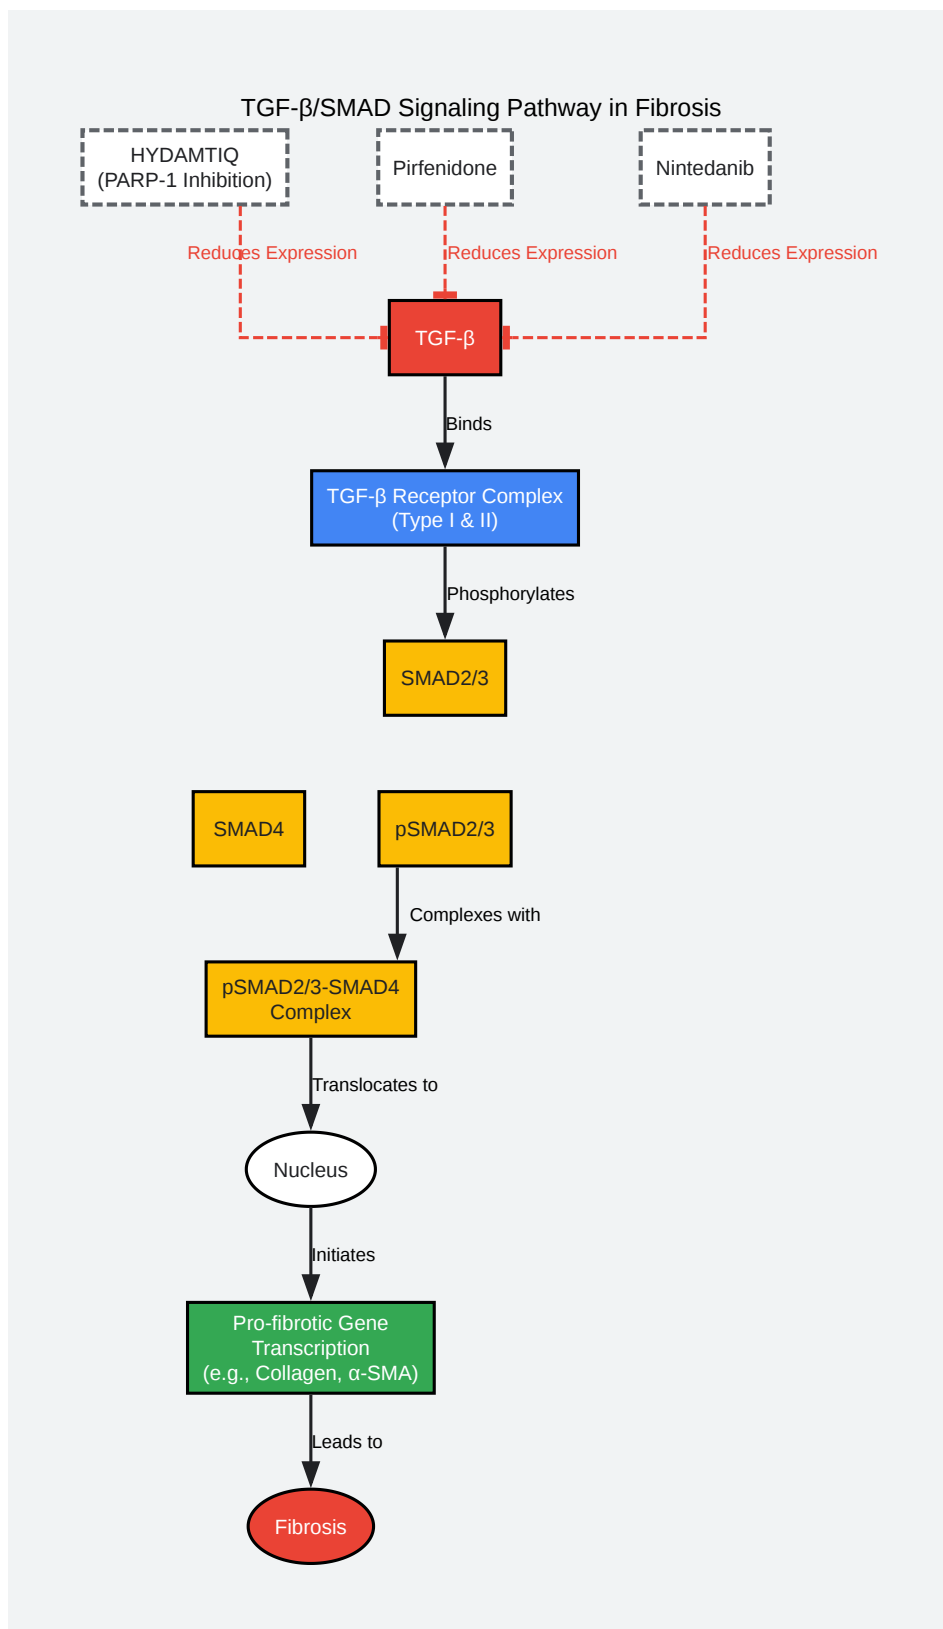 TGF-β/SMAD Signaling Pathway in Fibrosis
HYDAMTIQ
(PARP-1 Inhibition)
Pirfenidone
Nintedanib
Reduces Expression
Reduces Expression
Reduces Expression
TGF-β
Binds
TGF-β Receptor Complex
(Type I & II)
Phosphorylates
SMAD2/3
SMAD4
pSMAD2/3
Complexes with
pSMAD2/3-SMAD4
Complex
Translocates to
Nucleus
Initiates
Pro-fibrotic Gene
Transcription
(e.g., Collagen, α-SMA)
Leads to
Fibrosis